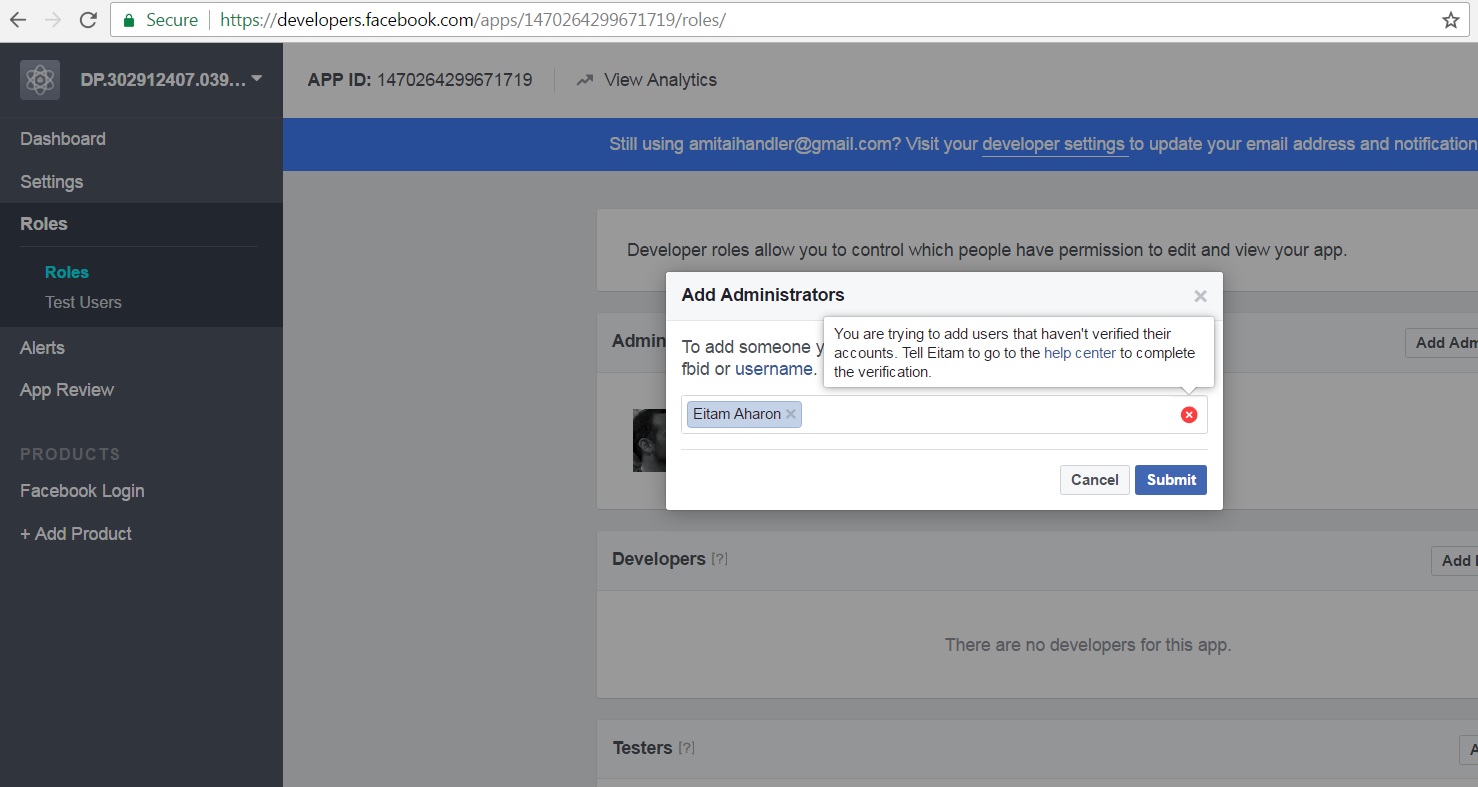 Secure https://developers.facebook.com/apps/1470264299671719/roles/
DP.302912407.039...
APP ID: 1470264299671719 View Analytics
Still using amitaihandler@gmail.com? Visit your developer settings to update your email address and notification
Dashboard
Settings
Roles
Roles
Test Users
Alerts
App Review
PRODUCTS
Facebook Login
+ Add Product
Developer roles allow you to control which people have permission to edit and view your app.
Admin
Add Adm
Add Administrators
To add someone y
fbid or username.
You are trying to add users that haven't verified their
accounts. Tell Eitam to go to the help center to complete
the verification.
Eitam Aharon
Cancel Submit
Developers [?]
Add
There are no developers for this app.
Testers [?]
A